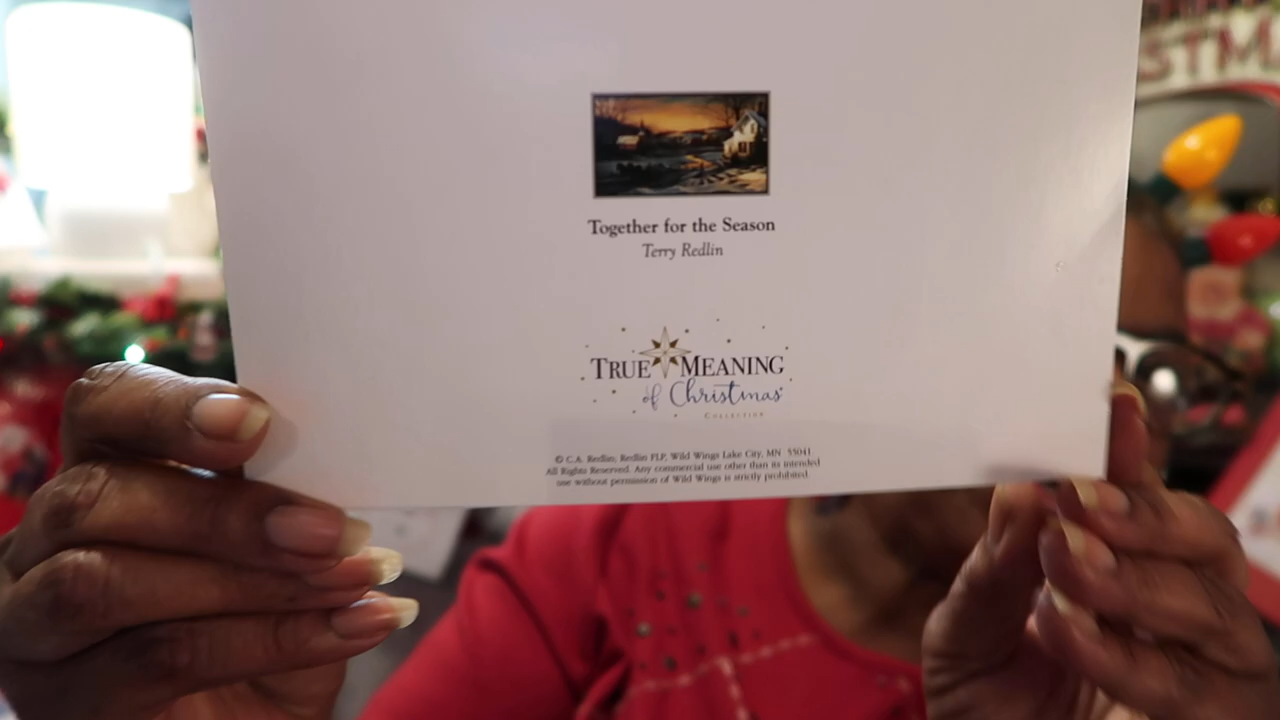 STM
Together for the Season
Terry Redlin
TRUE MEANING
of Christmas
COLLECTION
© C.A. Redlin; Redlin FLP, Wild Wings Lake City, MN 55041
All Rights Reserved. Any commercial use other than its intended
use without permission of Wild Wings is strictly prohibited.